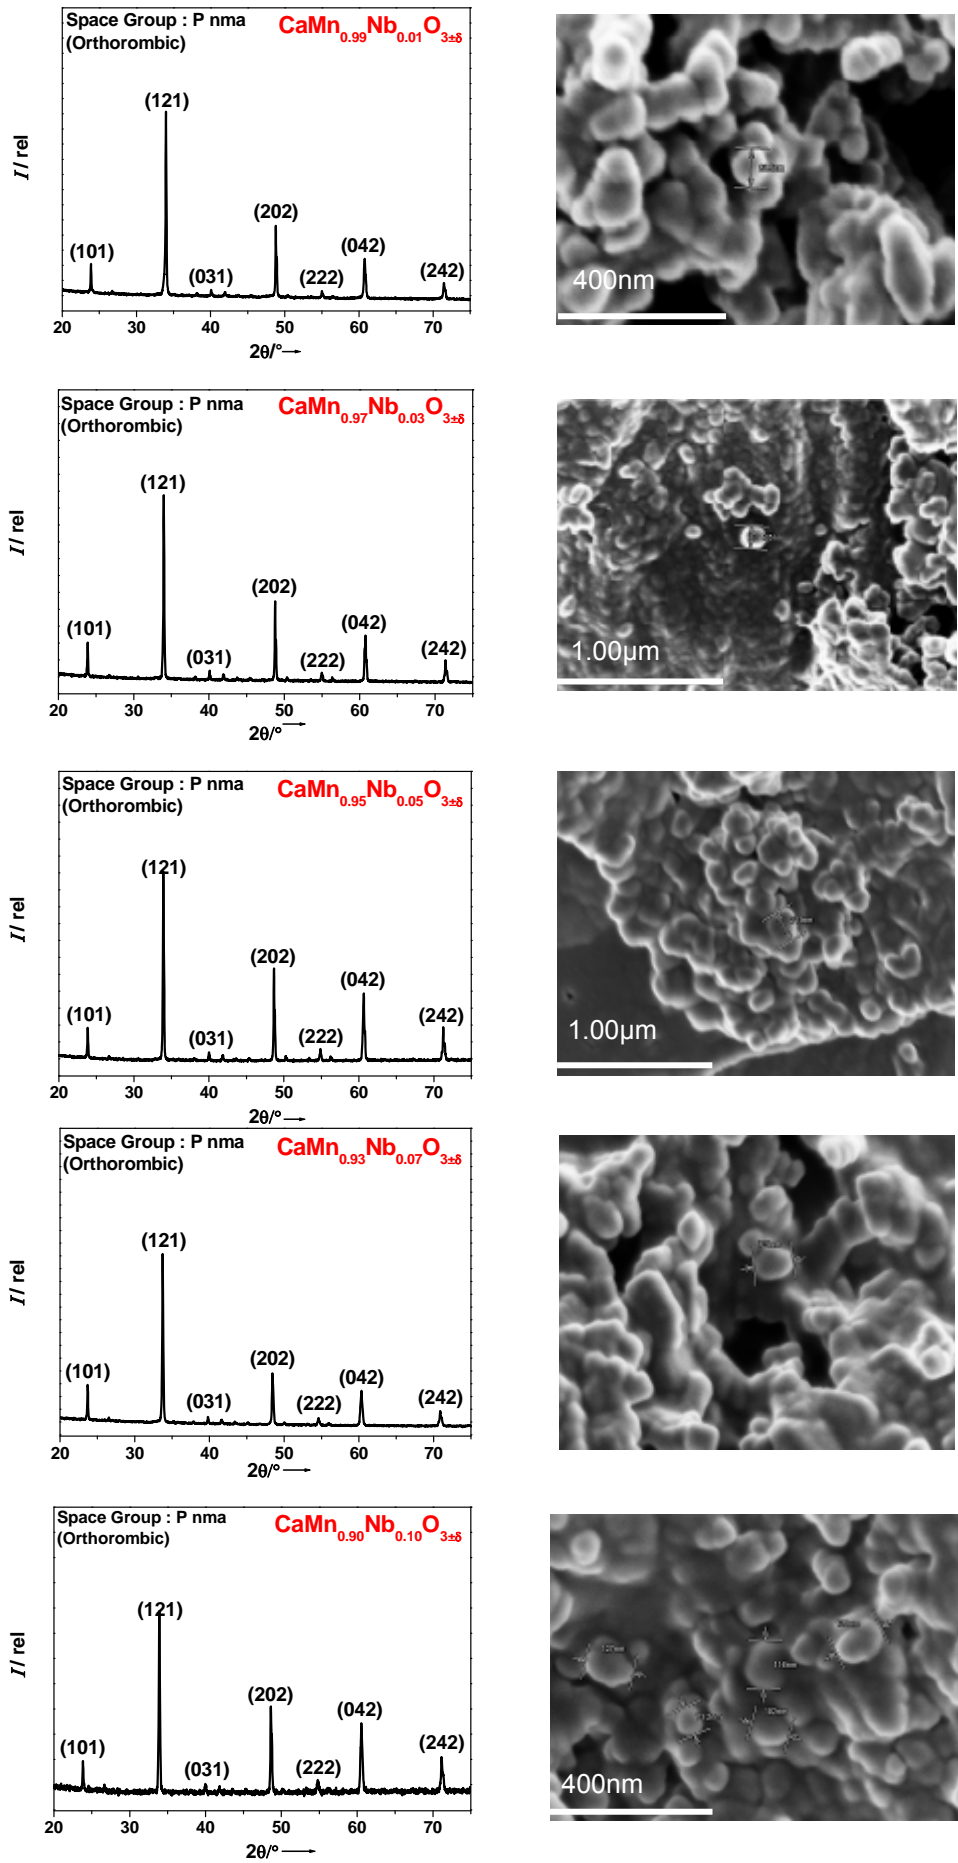 Space Group : P nma
(Orthorombic)
CaMn0.99Nb0.01O3±δ
(121)
(202)
(101)
(031)
(222)
(042)
(242)
I / rel
20 30 40 50 60 70
2θ/°→
400nm
Space Group : P nma
(Orthorombic)
CaMn0.97Nb0.03O3±δ
(121)
(202)
(101)
(031)
(222)
(042)
(242)
I / rel
20 30 40 50 60 70
2θ/°→
1.00µm
Space Group : P nma
(Orthorombic)
CaMn0.95Nb0.05O3±δ
(121)
(202)
(101)
(031)
(222)
(042)
(242)
I / rel
20 30 40 50 60 70
2θ/°→
1.00µm
Space Group : P nma
(Orthorombic)
CaMn0.93Nb0.07O3±δ
(121)
(202)
(101)
(031)
(222)
(042)
(242)
I / rel
20 30 40 50 60 70
2θ/°→
Space Group : P nma
(Orthorombic)
CaMn0.90Nb0.10O3±δ
(121)
(202)
(101)
(031)
(222)
(042)
(242)
I / rel
20 30 40 50 60 70
2θ/°→
400nm